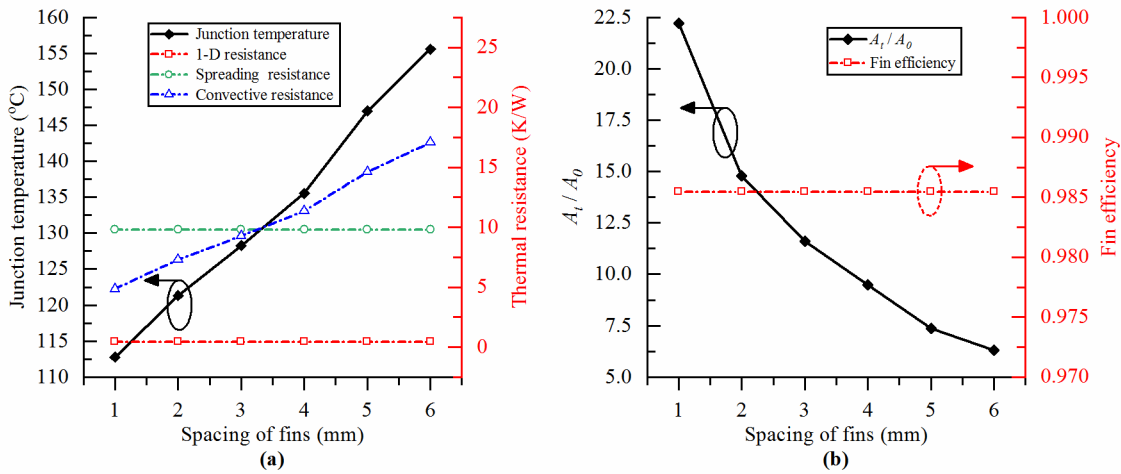 (a)
160
155
150
145
140
135
130
125
120
115
110
Junction temperature (°C)
Junction temperature
1-D resistance
Spreading resistance
Convective resistance
25
20
15
10
5
0
Thermal resistance (K/W)
1 2 3 4 5 6
Spacing of fins (mm)
(a)
(b)
22.5
20.0
17.5
15.0
12.5
10.0
7.5
5.0
At / A0
At / A0
Fin efficiency
1.000
0.995
0.990
0.985
0.980
0.975
0.970
Fin efficiency
1 2 3 4 5 6
Spacing of fins (mm)
(b)